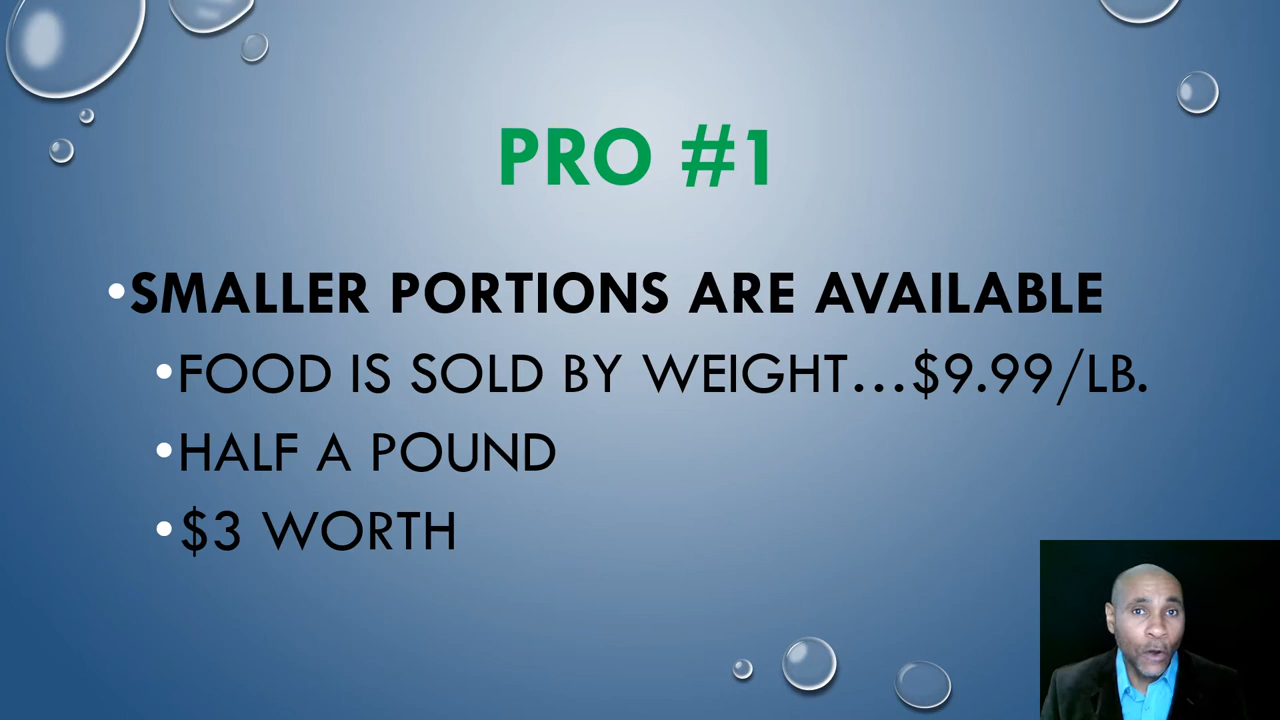 PRO #1
•SMALLER PORTIONS ARE AVAILABLE
•FOOD IS SOLD BY WEIGHT...$9.99/LB.
•HALF A POUND
•$3 WORTH